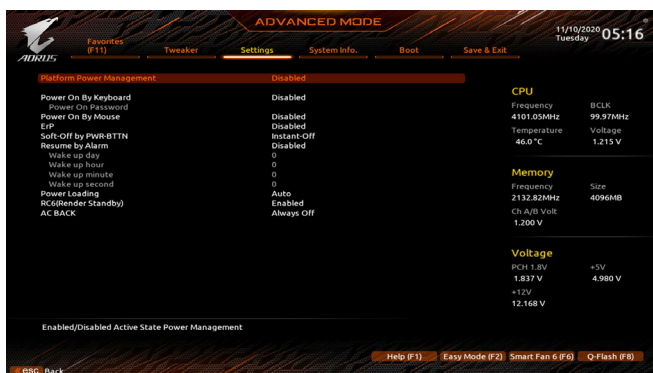 ADVANCED MODE
11/10/2020 Tuesday 05:16
AORUS
Favorites (F11) Tweaker Settings System Info. Boot Save & Exit
Platform Power Management Disabled
Power On By Keyboard Disabled
Power On Password
Power On By Mouse Disabled
ErP Disabled
Soft-Off by PWR-BTTN Instant-Off
Resume by Alarm Disabled
Wake up day 0
Wake up hour 0
Wake up minute 0
Wake up second 0
Power Loading Auto
RC6(Render Standby) Enabled
AC BACK Always Off
CPU
Frequency BCLK
4101.05MHz 99.97MHz
Temperature Voltage
46.0 °C 1.215 V
Memory
Frequency Size
2132.82MHz 4096MB
Ch A/B Volt
1.200 V
Voltage
PCH 1.8V +5V
1.837 V 4.980 V
+12V
12.168 V
Enabled/Disabled Active State Power Management
Help (F1) Easy Mode (F2) Smart Fan 6 (F6) Q-Flash (F8)
esc Back